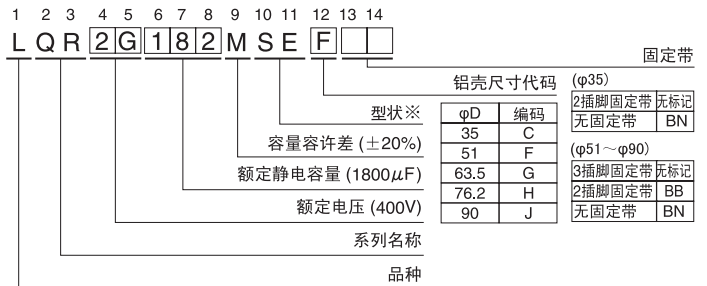 1 2 3 4 5 6 7 8 9 10 11 12 13 14
L Q R 2 G 1 8 2 M S E F
固定带
铝壳尺寸代码
(φ35)
2插脚固定带 无标记
无固定带 BN
型状※
φD 编码
35 C
51 F
63.5 G
76.2 H
90 J
容量容许差 (±20%)
(φ51～φ90)
3插脚固定带 无标记
2插脚固定带 BB
无固定带 BN
额定静电容量 (1800μF)
额定电压 (400V)
系列名称
品种